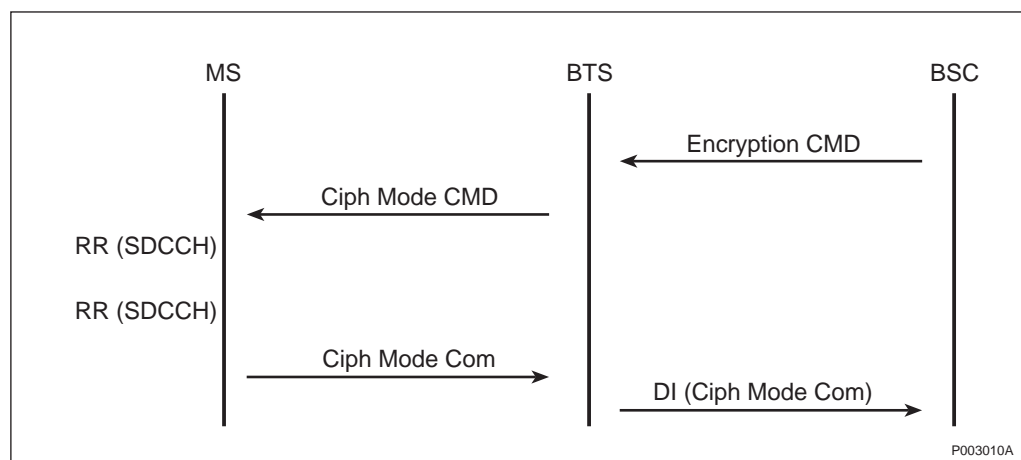 MS BTS BSC
Encryption CMD
Ciph Mode CMD
RR (SDCCH)
RR (SDCCH)
Ciph Mode Com
DI (Ciph Mode Com)
P003010A